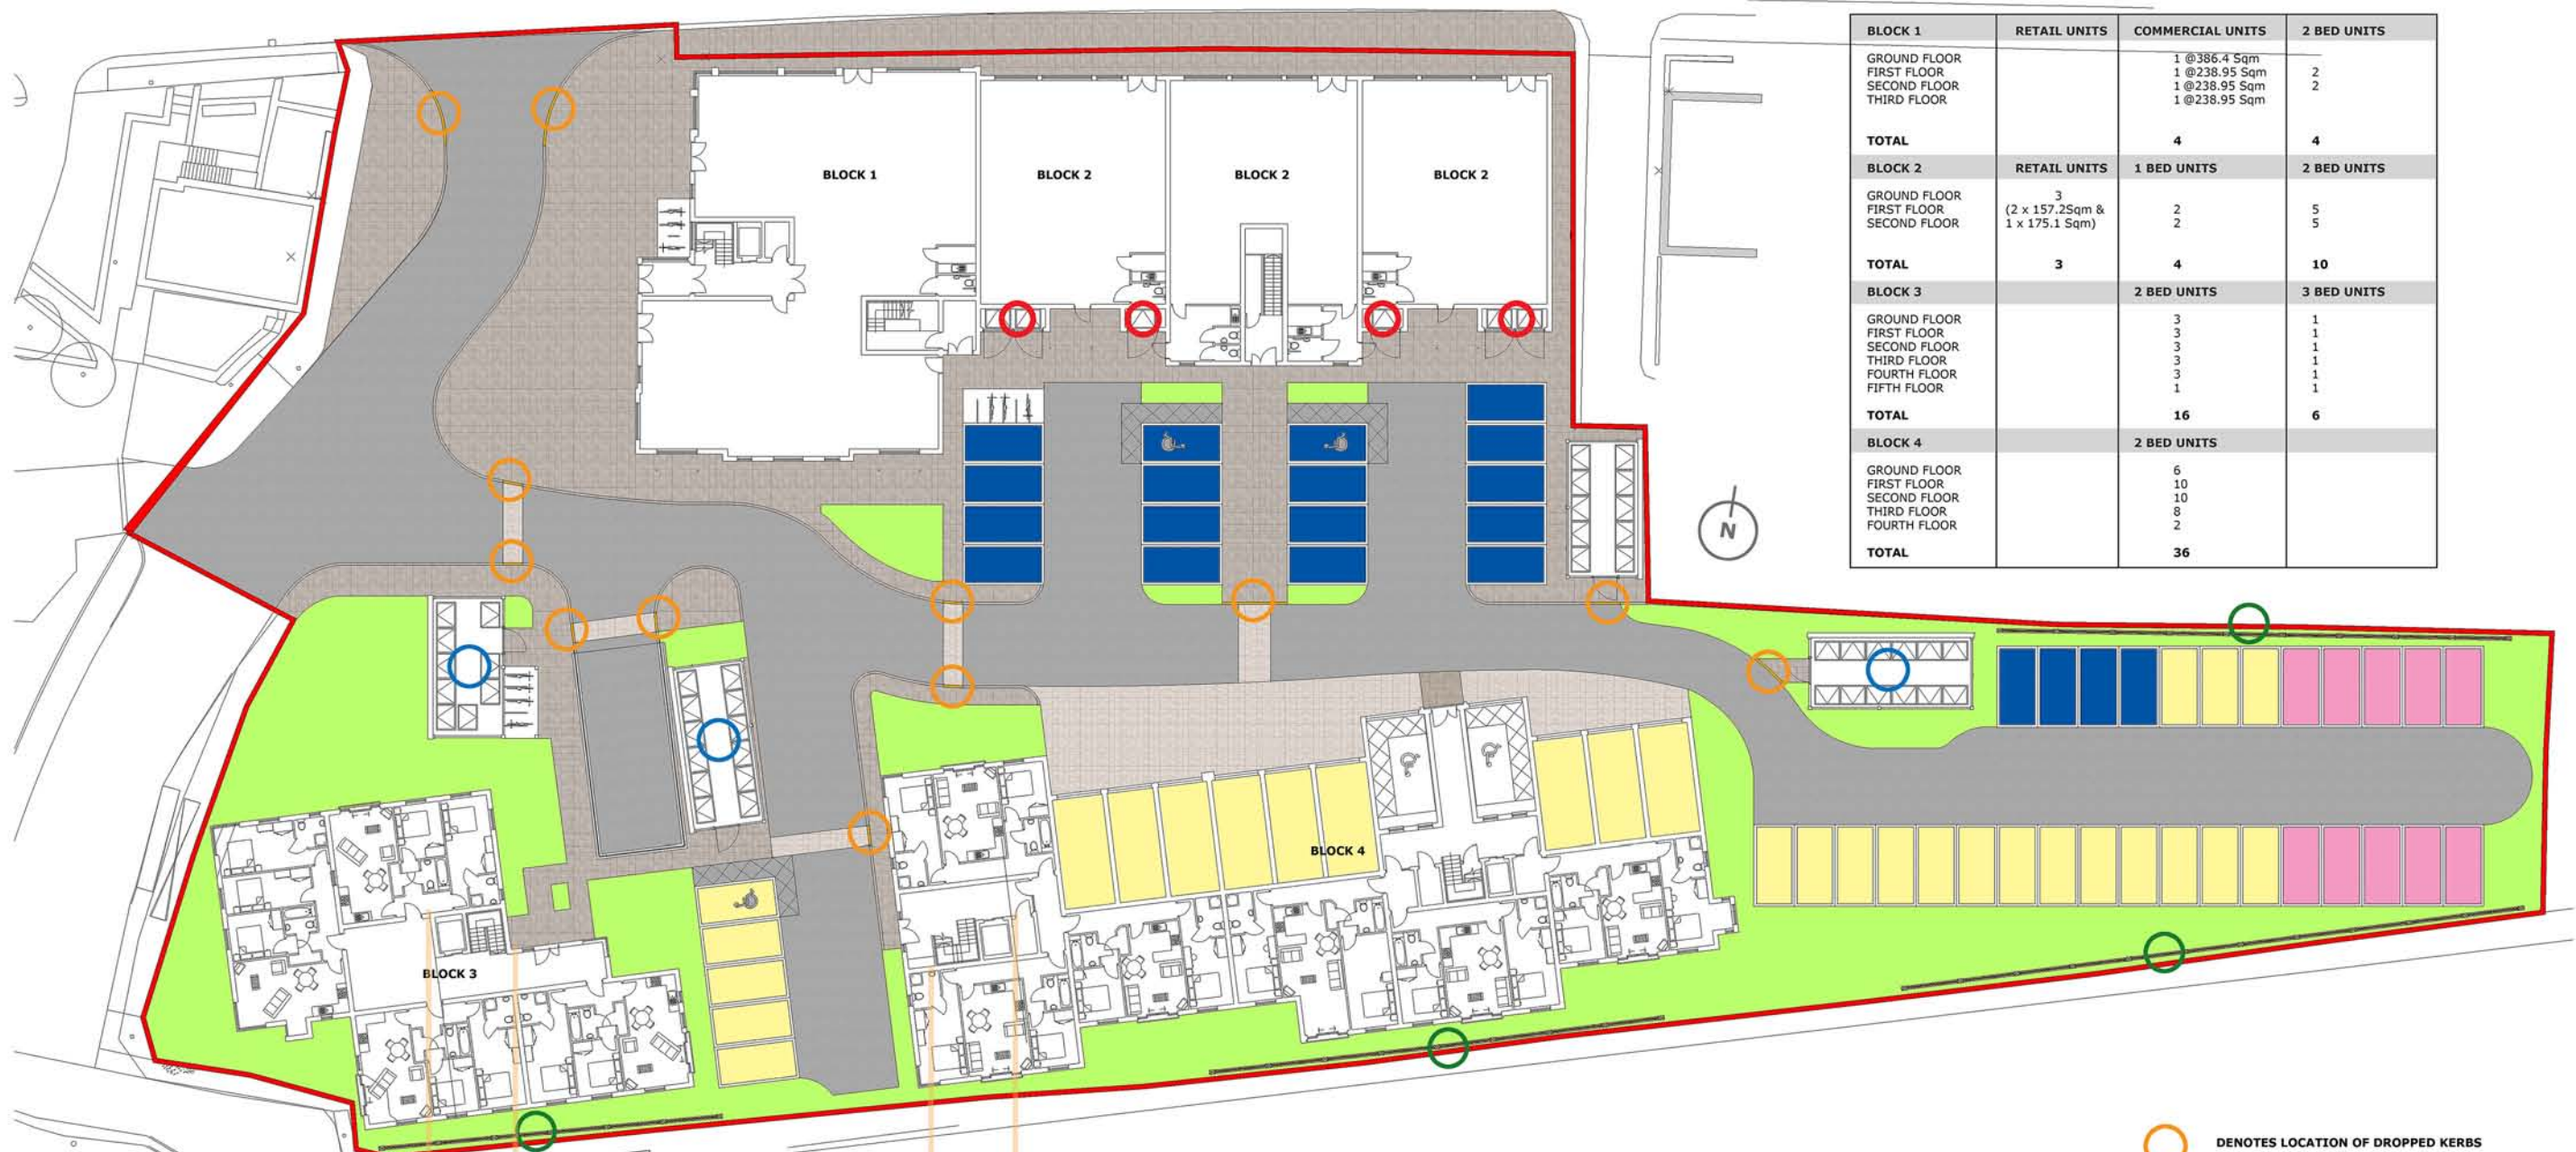 BLOCK 1 RETAIL UNITS COMMERCIAL UNITS 2 BED UNITS
GROUND FLOOR 1 @386.4 Sqm
FIRST FLOOR 1 @238.95 Sqm 2
SECOND FLOOR 1 @238.95 Sqm 2
THIRD FLOOR 1 @238.95 Sqm
TOTAL 4 4
BLOCK 2 RETAIL UNITS 1 BED UNITS 2 BED UNITS
GROUND FLOOR 3
FIRST FLOOR (2 x 157.2Sqm & 2 5
SECOND FLOOR 1 x 175.1 Sqm) 2 5
TOTAL 3 4 10
BLOCK 3 2 BED UNITS 3 BED UNITS
GROUND FLOOR 3 1
FIRST FLOOR 3 1
SECOND FLOOR 3 1
THIRD FLOOR 3 1
FOURTH FLOOR 3 1
FIFTH FLOOR 1 1
TOTAL 16 6
BLOCK 4 2 BED UNITS
GROUND FLOOR 6
FIRST FLOOR 10
SECOND FLOOR 10
THIRD FLOOR 8
FOURTH FLOOR 2
TOTAL 36
BLOCK 1
BLOCK 2
BLOCK 2
BLOCK 2
N
BLOCK 4
BLOCK 3
DENOTES LOCATION OF DROPPED KERBS